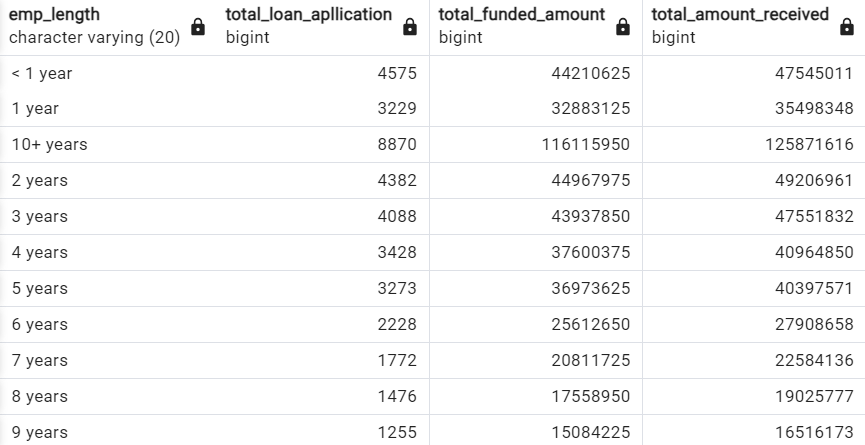 emp_length total_loan_apllication total_funded_amount total_amount_received
character varying (20) bigint bigint bigint
< 1 year 4575 44210625 47545011
1 year 3229 32883125 35498348
10+ years 8870 116115950 125871616
2 years 4382 44967975 49206961
3 years 4088 43937850 47551832
4 years 3428 37600375 40964850
5 years 3273 36973625 40397571
6 years 2228 25612650 27908658
7 years 1772 20811725 22584136
8 years 1476 17558950 19025777
9 years 1255 15084225 16516173